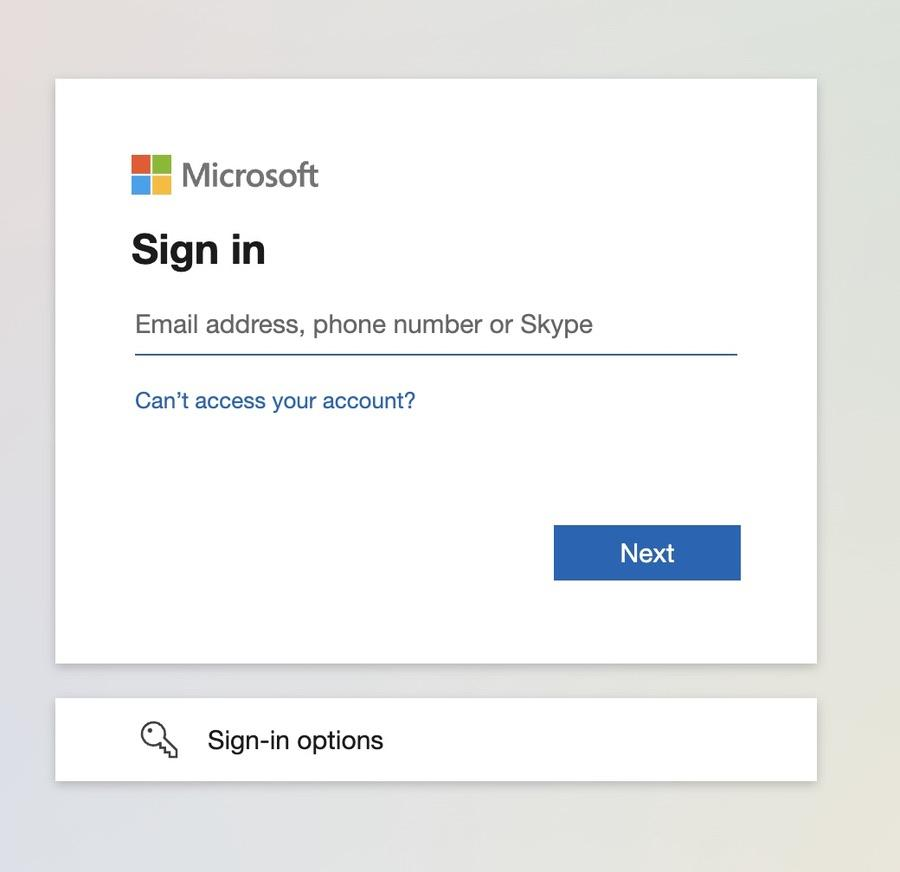 Microsoft
Sign in
Email address, phone number or Skype
Can’t access your account?
Next
Sign-in options